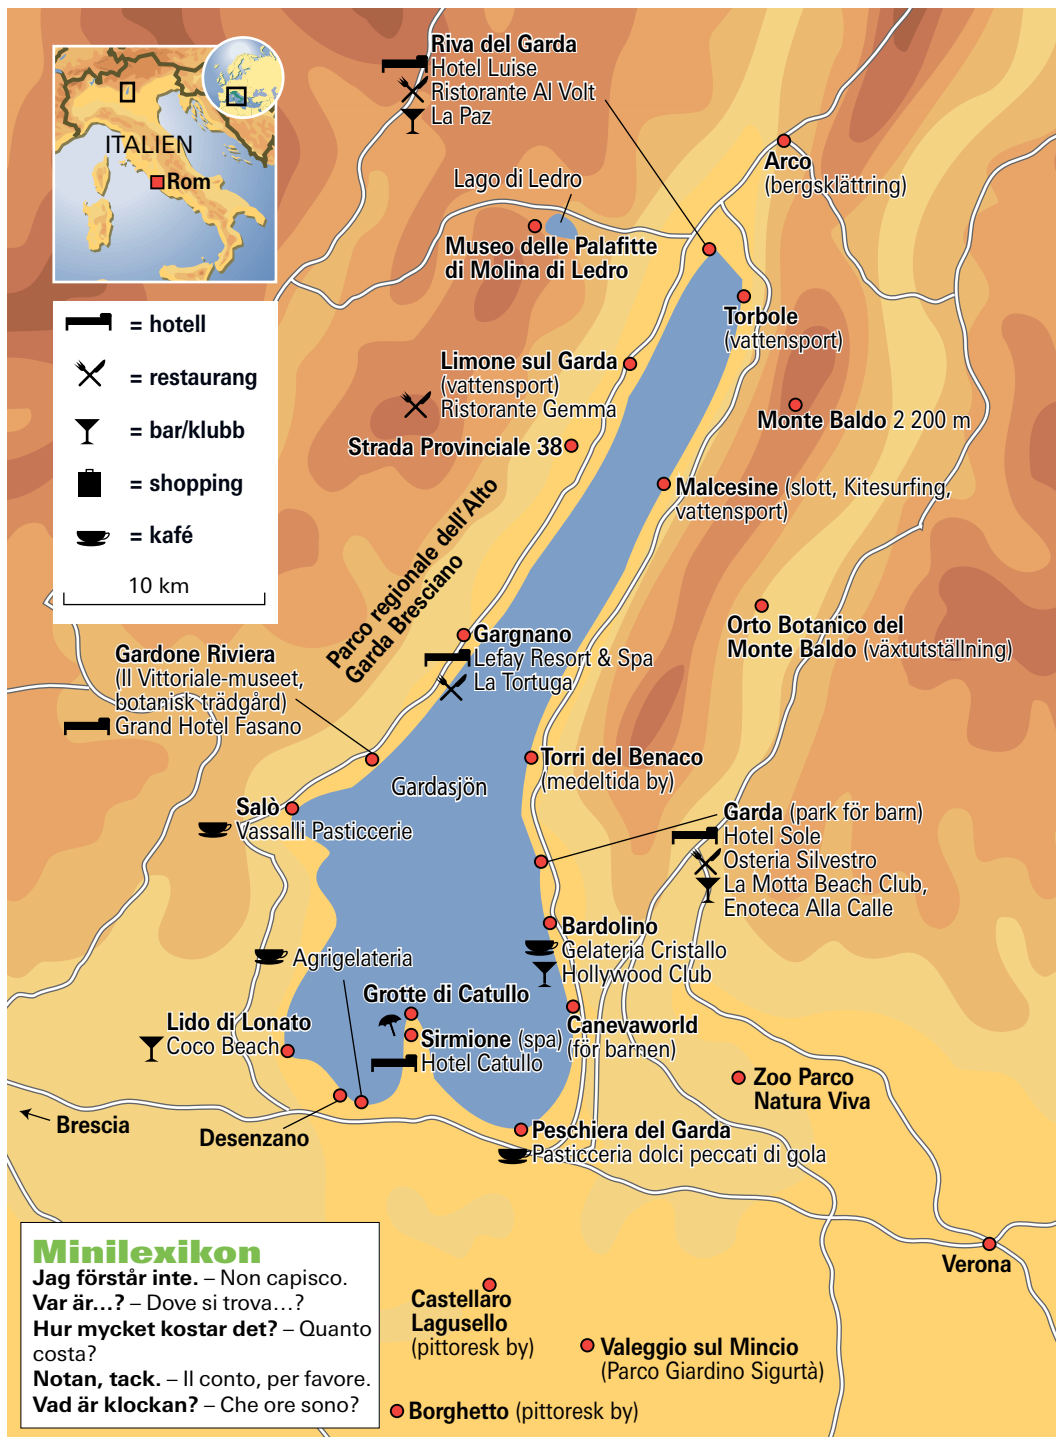 ITALIEN
Rom
= hotell
= restaurang
= bar/klubb
= shopping
= kafé
10 km
Riva del Garda
Hotel Luise
Ristorante Al Volt
La Paz
Arco
(bergsklättring)
Lago di Ledro
Museo delle Palafitte
di Molina di Ledro
Torbole
(vattensport)
Limone sul Garda
(vattensport)
Ristorante Gemma
Monte Baldo 2 200 m
Strada Provinciale 38
Malcesine (slott, Kitesurfing,
vattensport)
Parco regionale dell'Alto
Garda Bresciano
Orto Botanico del
Monte Baldo (växtutställning)
Gargnano
Lefay Resort & Spa
La Tortuga
Gardone Riviera
(Il Vittoriale-museet,
botanisk trädgård)
Grand Hotel Fasano
Torri del Benaco
(medeltida by)
Gardasjön
Salò
Vassalli Pasticcerie
Garda (park för barn)
Hotel Sole
Osteria Silvestro
La Motta Beach Club,
Enoteca Alla Calle
Bardolino
Gelateria Cristallo
Hollywood Club
Agrigelateria
Grotte di Catullo
Sirmione (spa)
Hotel Catullo
Canevaworld
(för barnen)
Lido di Lonato
Coco Beach
Zoo Parco
Natura Viva
Brescia
Desenzano
Peschiera del Garda
Pasticceria dolci peccati di gola
Verona
Minilexikon
Jag förstår inte. – Non capisco.
Var är...? – Dove si trova...?
Hur mycket kostar det? – Quanto
costa?
Notan, tack. – Il conto, per favore.
Vad är klockan? – Che ore sono?
Castellaro
Lagusello
(pittoresk by)
Valeggio sul Mincio
(Parco Giardino Sigurtà)
Borghetto (pittoresk by)